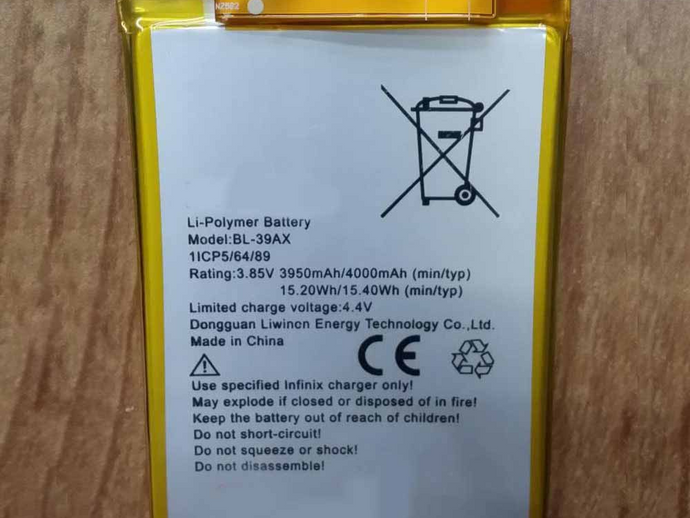 NZ522
Li-Polymer Battery
Model:BL-39AX
1ICP5/64/89
Rating:3.85V 3950mAh/4000mAh (min/typ)
15.20Wh/15.40Wh (min/typ)
Limited charge voltage:4.4V
Dongguan Liwincn Energy Technology Co.,Ltd.
Made in China
CE
Use specified Infinix charger only!
May explode if closed or disposed of in fire!
Keep the battery out of reach of children!
Do not short-circuit!
Do not squeeze or shock!
Do not disassemble!